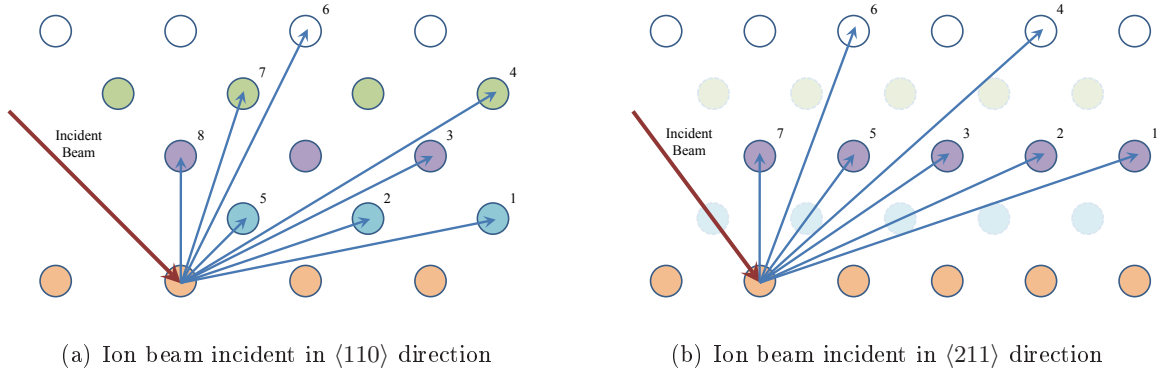 6
7
4
Incident
Beam
8
3
5
2
1
6
4
Incident
Beam
7
5
3
2
1
(a) Ion beam incident in ⟨110⟩ direction
(b) Ion beam incident in ⟨211⟩ direction